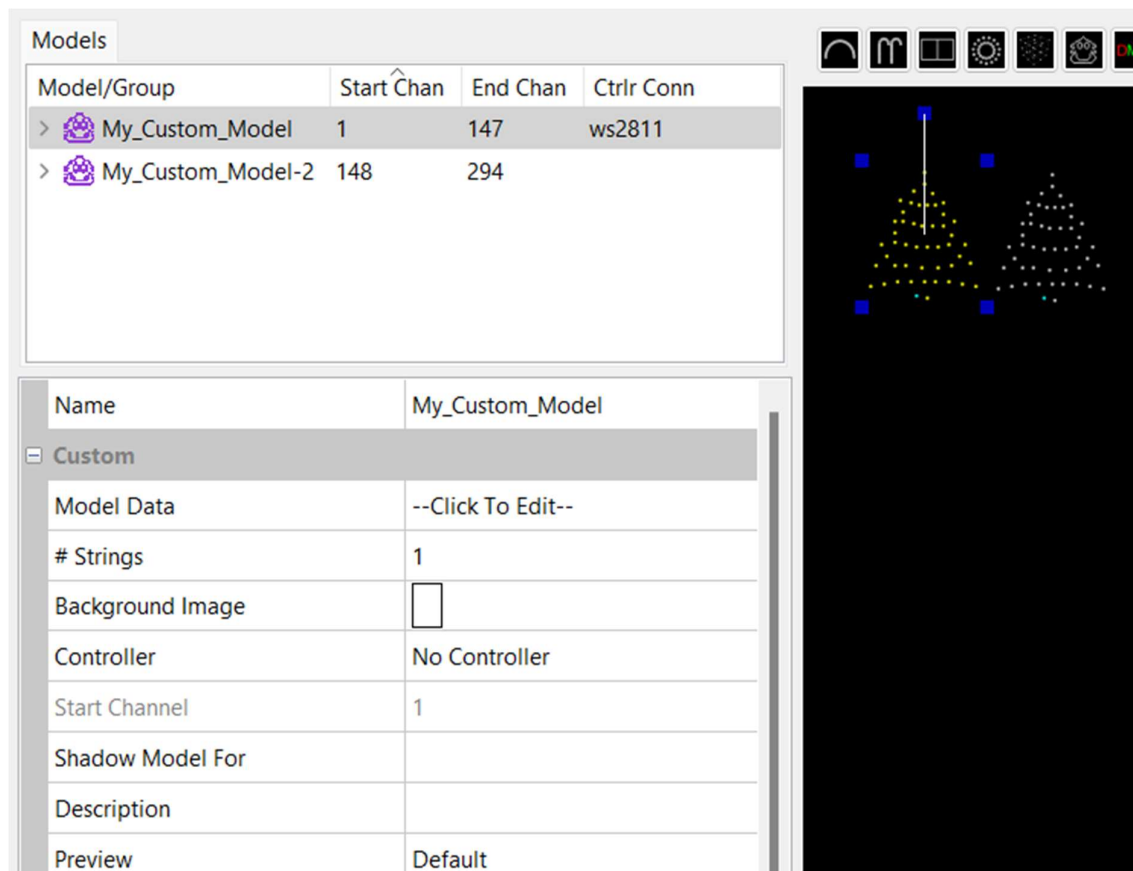 Models
Model/Group Start Chan End Chan Ctrlr Conn
My_Custom_Model 1 147 ws2811
My_Custom_Model-2 148 294
Name My_Custom_Model
Custom
Model Data --Click To Edit--
# Strings 1
Background Image
Controller No Controller
Start Channel 1
Shadow Model For
Description
Preview Default